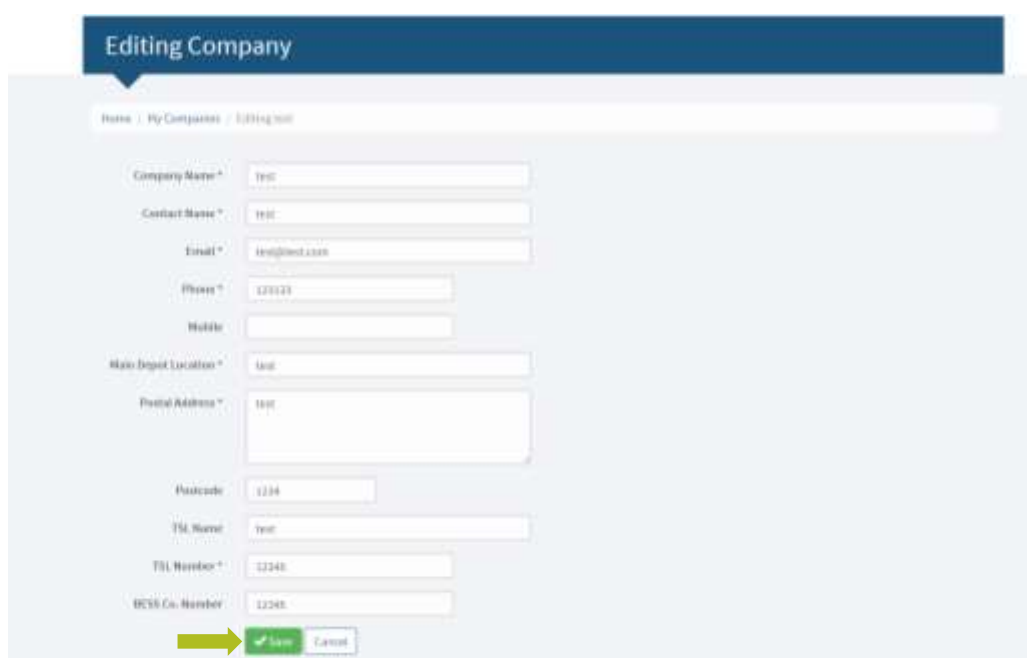 Editing Company
Home / My Companies / Editing test
Company Name * test
Contact Name * test
Email * test@test.com
Phone * 123123
Mobile
Main Depot Location * test
Postal Address * test
Postcode 1234
TSL Name test
TSL Number * 12345
BESS Co. Number 12345
Save Cancel